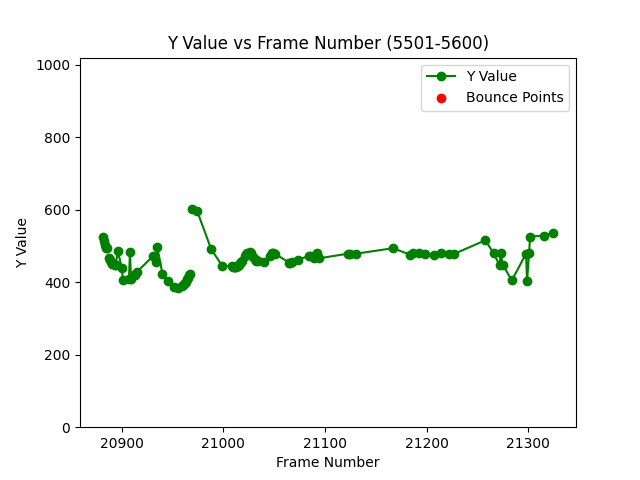 Y Value vs Frame Number (5501-5600)
Y Value
Bounce Points
1000
800
600
400
200
0
Y Value
20900 21000 21100 21200 21300
Frame Number